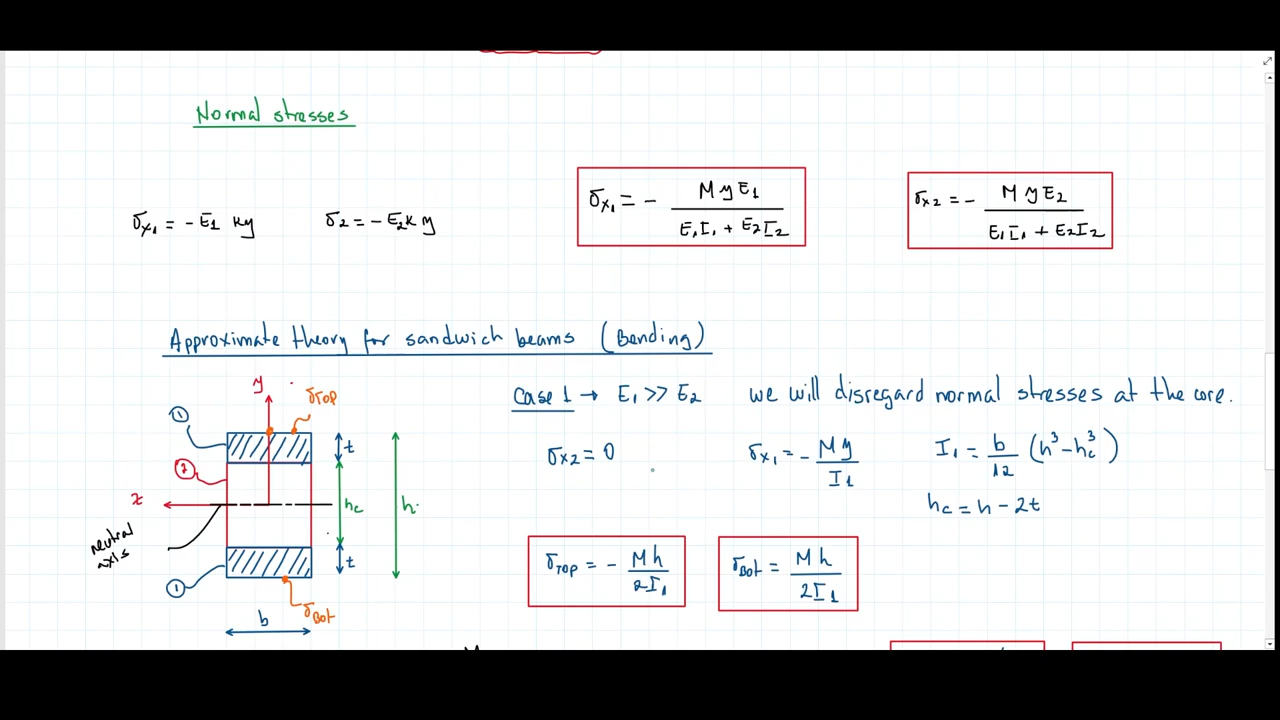 Normal stresses
σx₁ = - E1 ky
σ2 = - E2 k y
σx₁ = - M y E1 / E₁I₁ + E2I2
σx2 = - M y E2 / E₁I₁ + E2I2
Approximate theory for sandwich beams (Bending)
Case 1 → E₁ >> E2 we will disregard normal stresses at the core.
σx2 = 0
σx₁ = - M y / I1
I₁ = b/12 (h³ - hc³)
hc = h - 2t
σTOP = - M h / 2I₁
σBot = M h / 2I1
y
σTOP
1
t
2
z
hc
h
neutral
axis
t
1
b
σBot